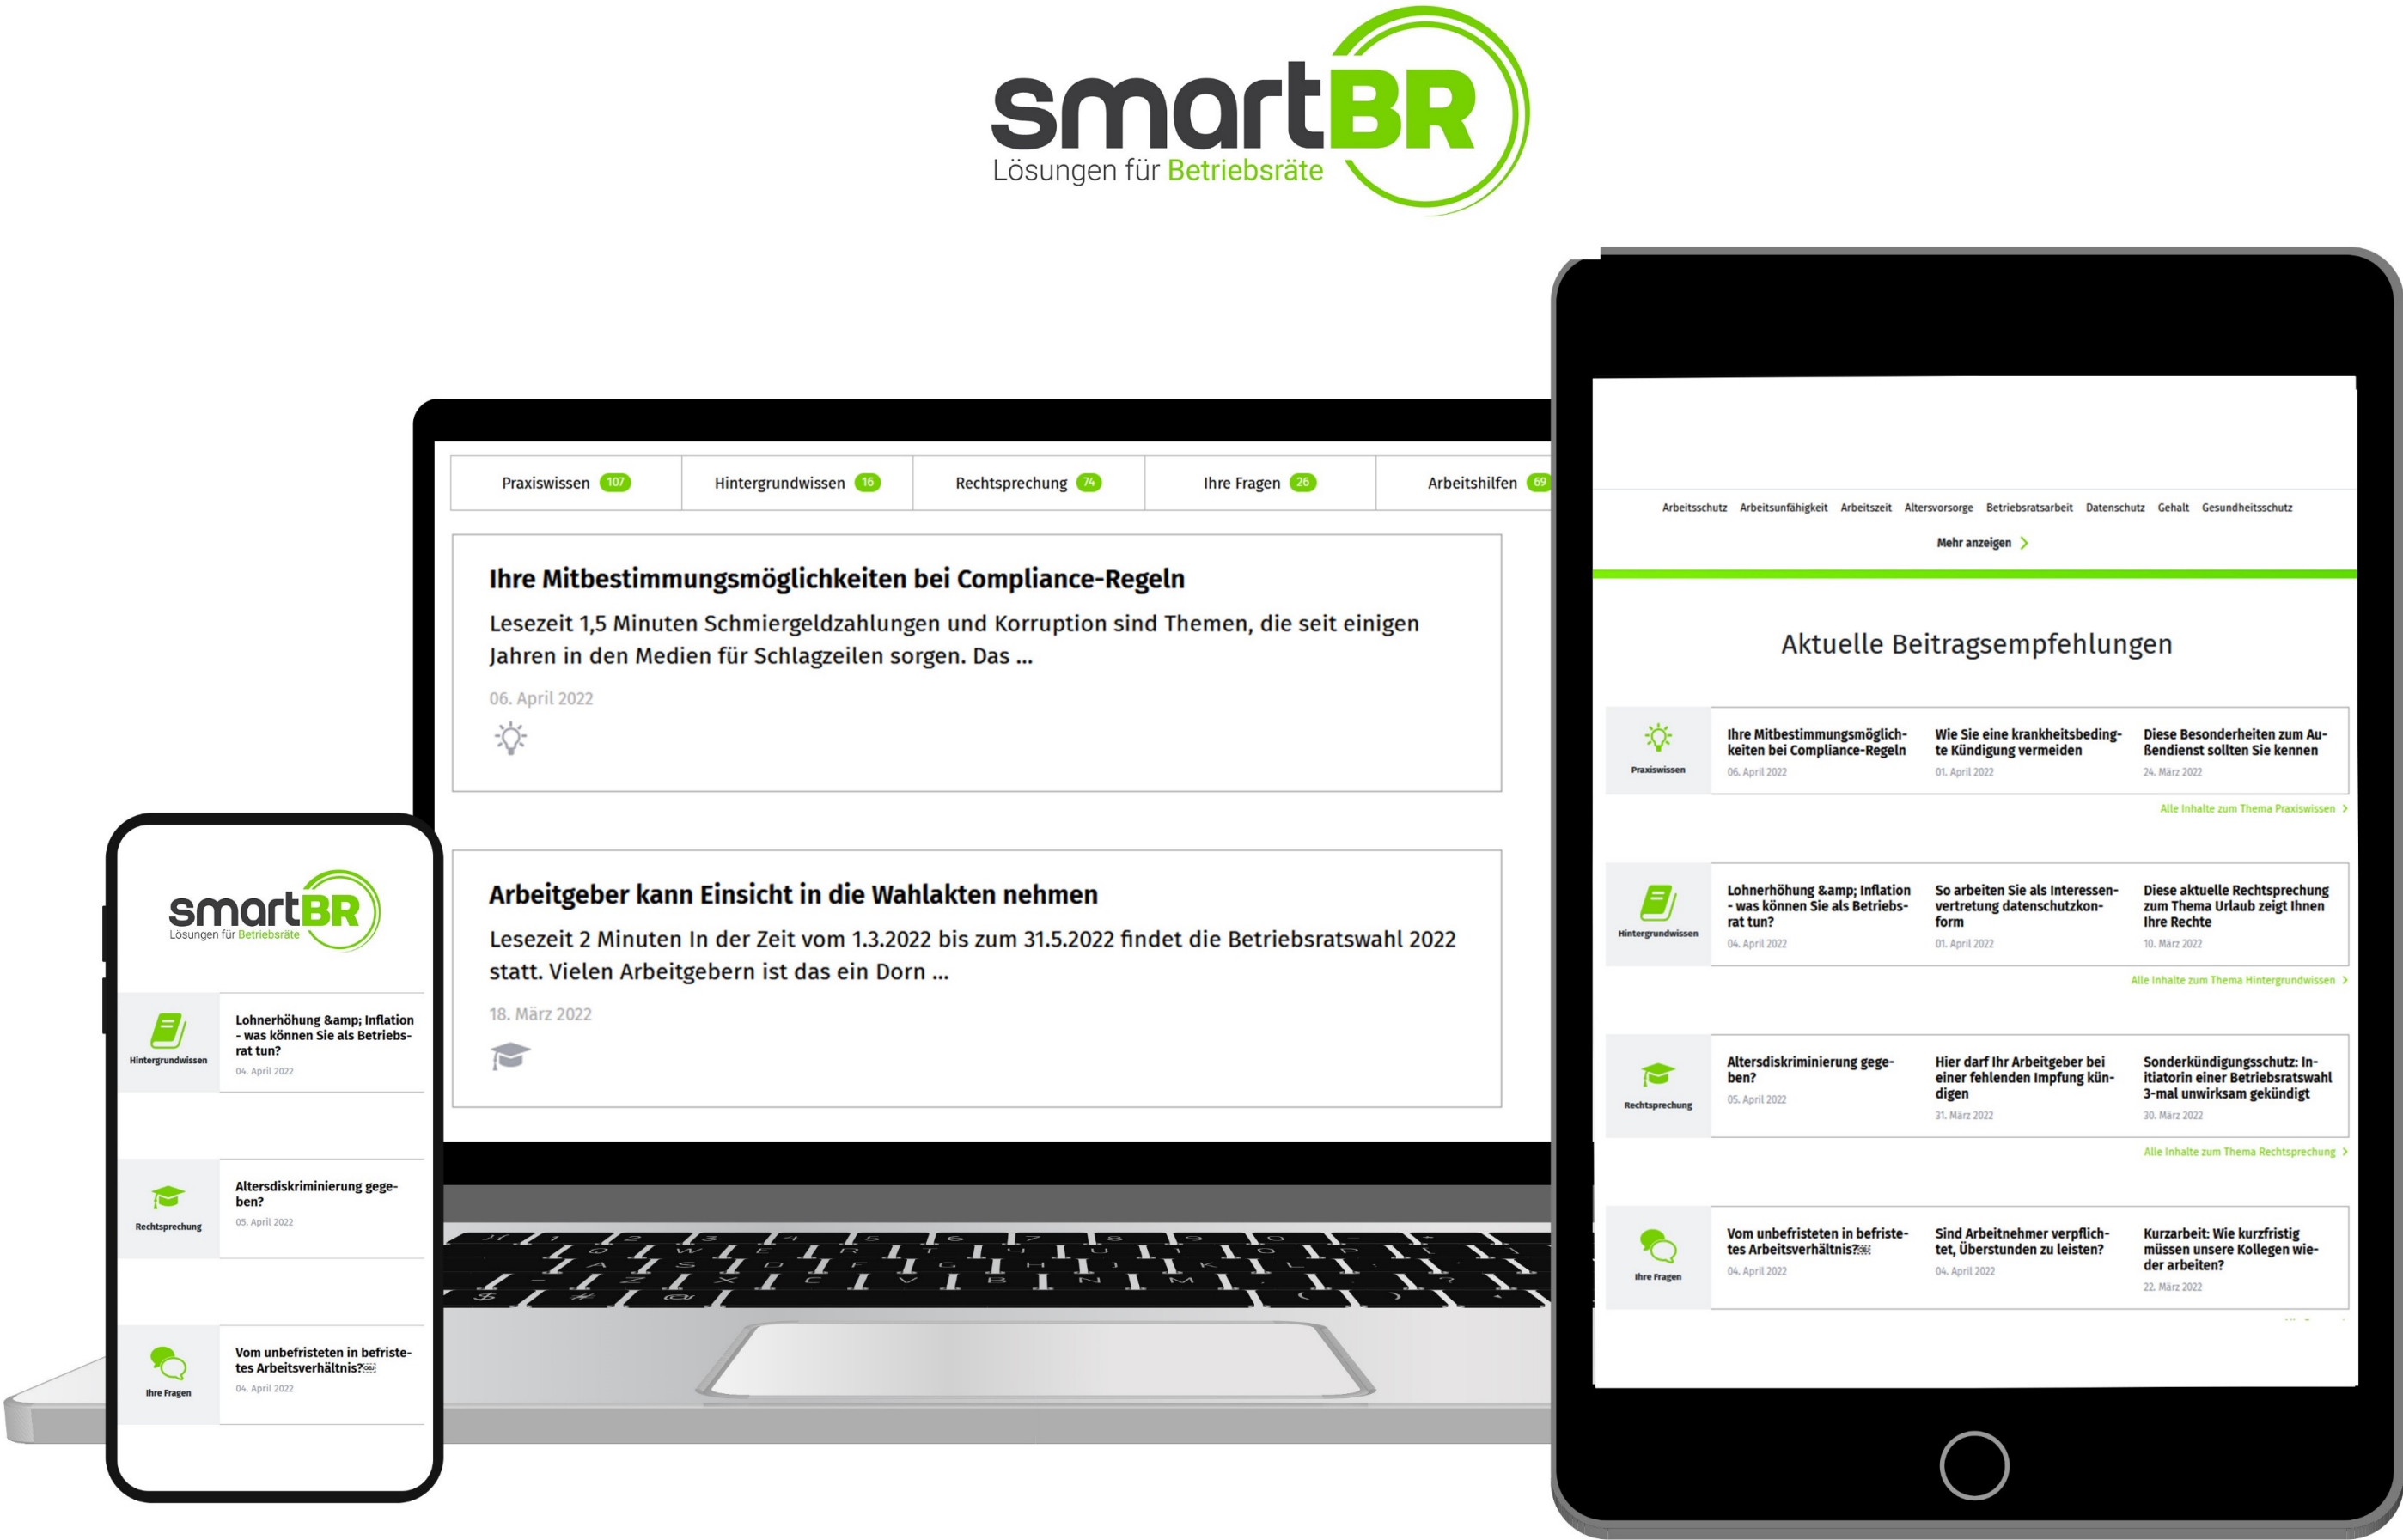 smartBR
Lösungen für Betriebsräte
Praxiswissen 107
Hintergrundwissen 16
Rechtsprechung 74
Ihre Fragen 26
Arbeitshilfen 69
Ihre Mitbestimmungsmöglichkeiten bei Compliance-Regeln
Lesezeit 1,5 Minuten Schmiergeldzahlungen und Korruption sind Themen, die seit einigen
Jahren in den Medien für Schlagzeilen sorgen. Das ...
06. April 2022
Arbeitgeber kann Einsicht in die Wahlakten nehmen
Lesezeit 2 Minuten In der Zeit vom 1.3.2022 bis zum 31.5.2022 findet die Betriebsratswahl 2022
statt. Vielen Arbeitgebern ist das ein Dorn ...
18. März 2022
smartBR
Lösungen für Betriebsräte
Hintergrundwissen
Lohnerhöhung &amp; Inflation
- was können Sie als Betriebs-
rat tun?
04. April 2022
Rechtsprechung
Altersdiskriminierung gege-
ben?
05. April 2022
Ihre Fragen
Vom unbefristeten in befriste-
tes Arbeitsverhältnis?
04. April 2022
Arbeitsschutz Arbeitsunfähigkeit Arbeitszeit Altersvorsorge Betriebsratsarbeit Datenschutz Gehalt Gesundheitsschutz
Mehr anzeigen
Aktuelle Beitragsempfehlungen
Praxiswissen
Ihre Mitbestimmungsmöglich-
keiten bei Compliance-Regeln
06. April 2022
Wie Sie eine krankheitsbeding-
te Kündigung vermeiden
01. April 2022
Diese Besonderheiten zum Au-
ßendienst sollten Sie kennen
24. März 2022
Alle Inhalte zum Thema Praxiswissen
Hintergrundwissen
Lohnerhöhung &amp; Inflation
- was können Sie als Betriebs-
rat tun?
04. April 2022
So arbeiten Sie als Interessen-
vertretung datenschutzkon-
form
01. April 2022
Diese aktuelle Rechtsprechung
zum Thema Urlaub zeigt Ihnen
Ihre Rechte
10. März 2022
Alle Inhalte zum Thema Hintergrundwissen
Rechtsprechung
Altersdiskriminierung gege-
ben?
05. April 2022
Hier darf Ihr Arbeitgeber bei
einer fehlenden Impfung kün-
digen
31. März 2022
Sonderkündigungsschutz: In-
itiatorin einer Betriebsratswahl
3-mal unwirksam gekündigt
30. März 2022
Alle Inhalte zum Thema Rechtsprechung
Ihre Fragen
Vom unbefristeten in befriste-
tes Arbeitsverhältnis?
04. April 2022
Sind Arbeitnehmer verpflich-
tet, Überstunden zu leisten?
04. April 2022
Kurzarbeit: Wie kurzfristig
müssen unsere Kollegen wie-
der arbeiten?
22. März 2022